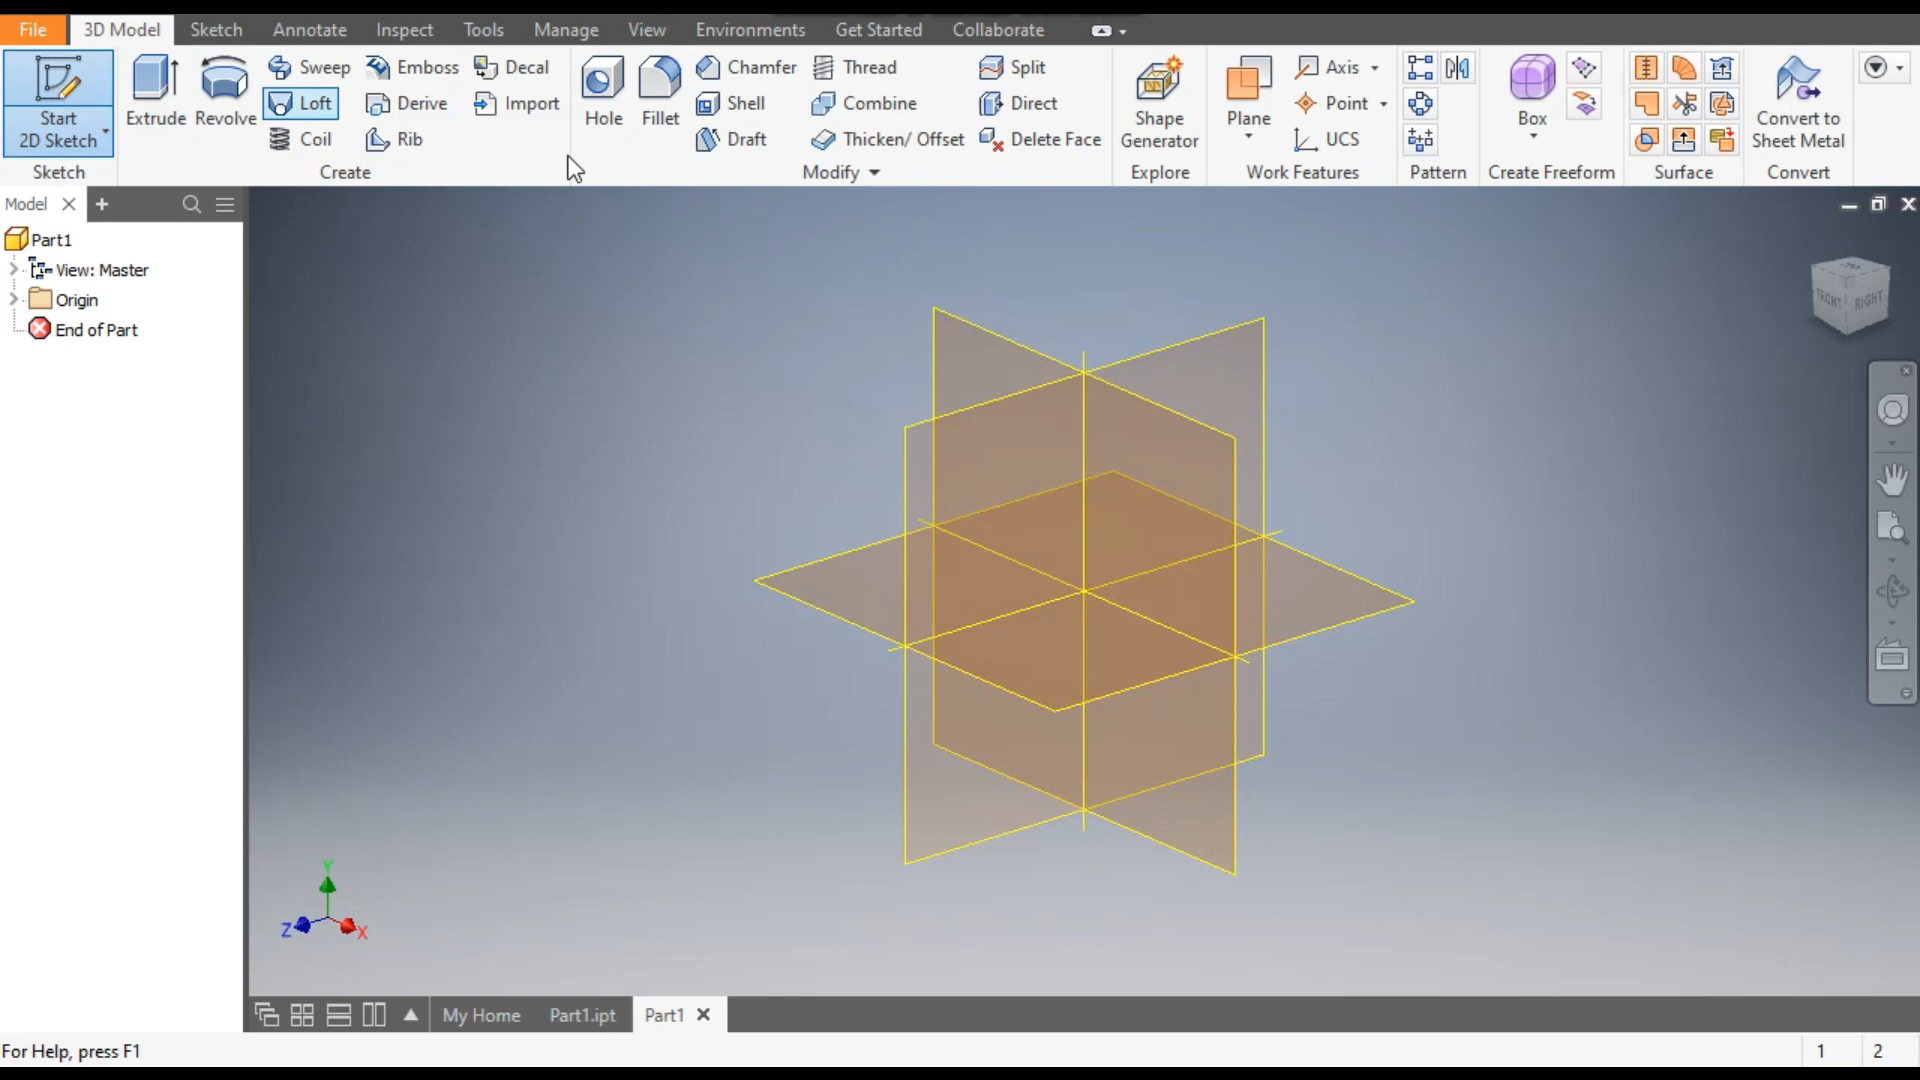 File 3D Model Sketch Annotate Inspect Tools Manage View Environments Get Started Collaborate
Start
2D Sketch
Sketch
Extrude
Revolve
Sweep
Loft
Coil
Emboss
Derive
Rib
Decal
Import
Create
Hole
Fillet
Chamfer
Shell
Draft
Thread
Combine
Thicken/ Offset
Split
Direct
Delete Face
Modify
Shape
Generator
Explore
Plane
Axis
Point
UCS
Work Features
Pattern
Box
Create Freeform
Surface
Convert to
Sheet Metal
Convert
Model
Part1
View: Master
Origin
End of Part
FRONT RIGHT
Y
Z
X
My Home Part1.ipt Part1
For Help, press F1
1 2